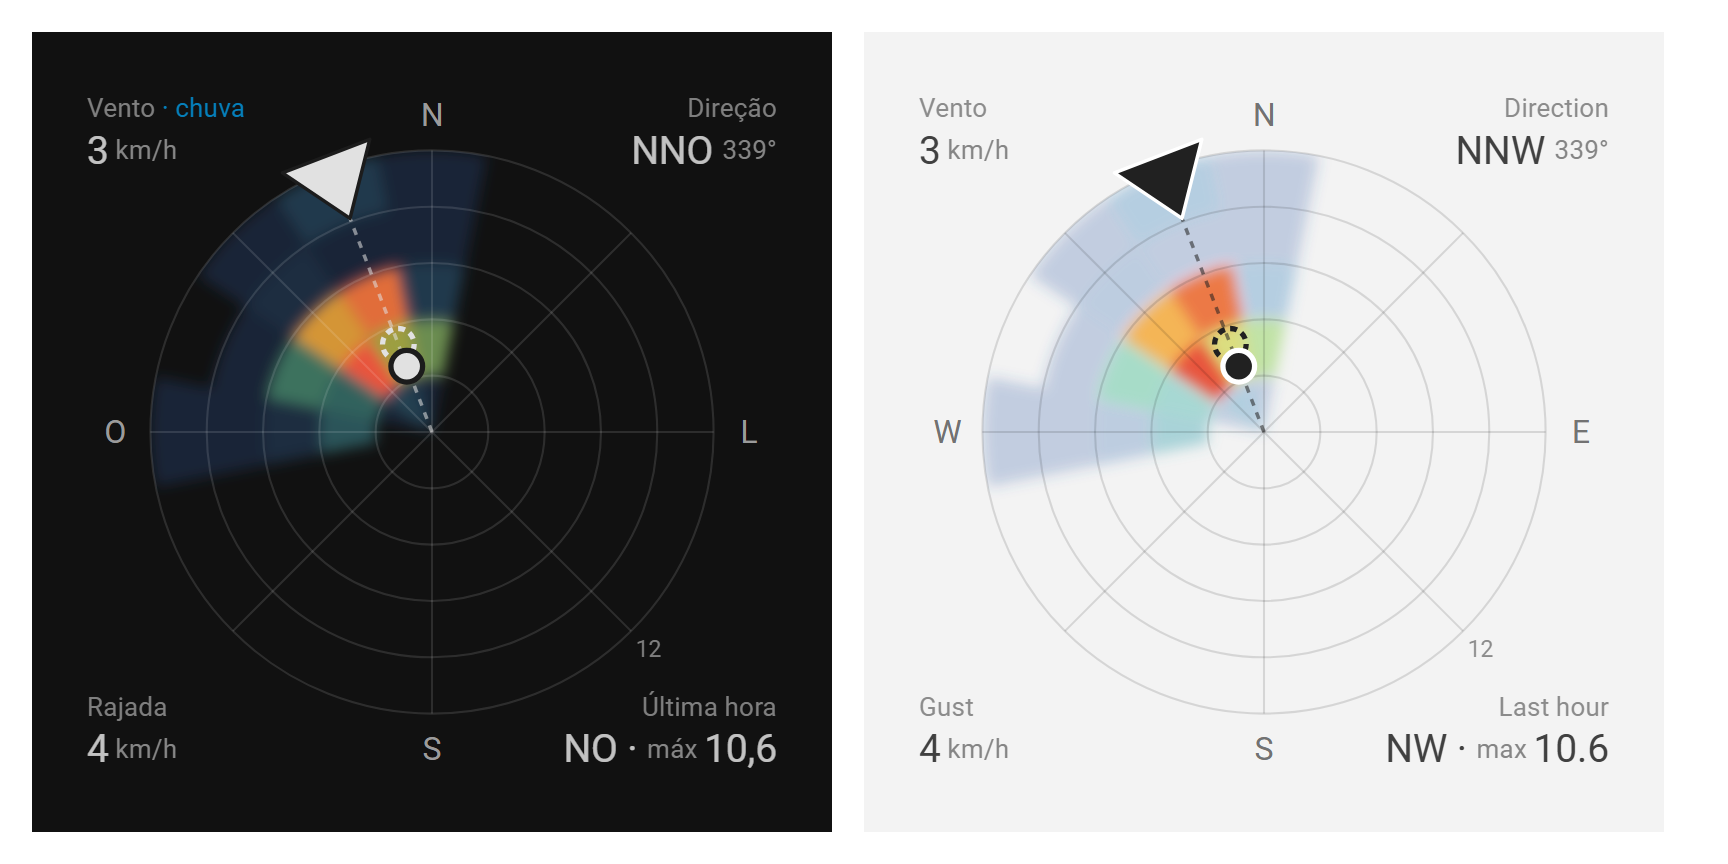 Vento · chuva
3 km/h
N
Direção
NNO 339°
O
L
12
Rajada
4 km/h
S
Última hora
NO · máx 10,6
Vento
3 km/h
N
Direction
NNW 339°
W
E
12
Gust
4 km/h
S
Last hour
NW · max 10.6